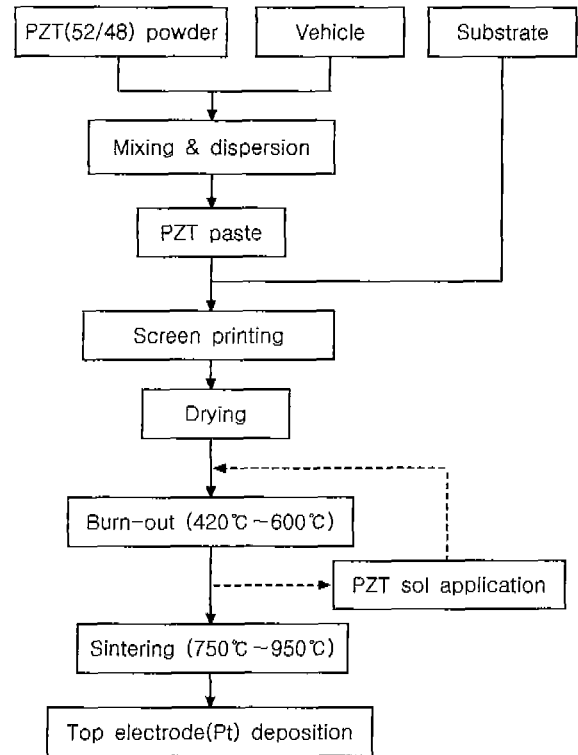 PZT(52/48) powder
Vehicle
Substrate
Mixing & dispersion
PZT paste
Screen printing
Drying
Burn-out (420℃~600℃)
PZT sol application
Sintering (750℃~950℃)
Top electrode(Pt) deposition